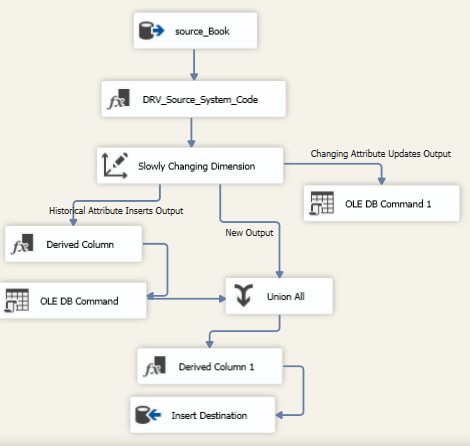 source_Book
DRV_Source_System_Code
Slowly Changing Dimension
Changing Attribute Updates Output
OLE DB Command 1
Historical Attribute Inserts Output
New Output
Derived Column
OLE DB Command
Union All
Derived Column 1
Insert Destination